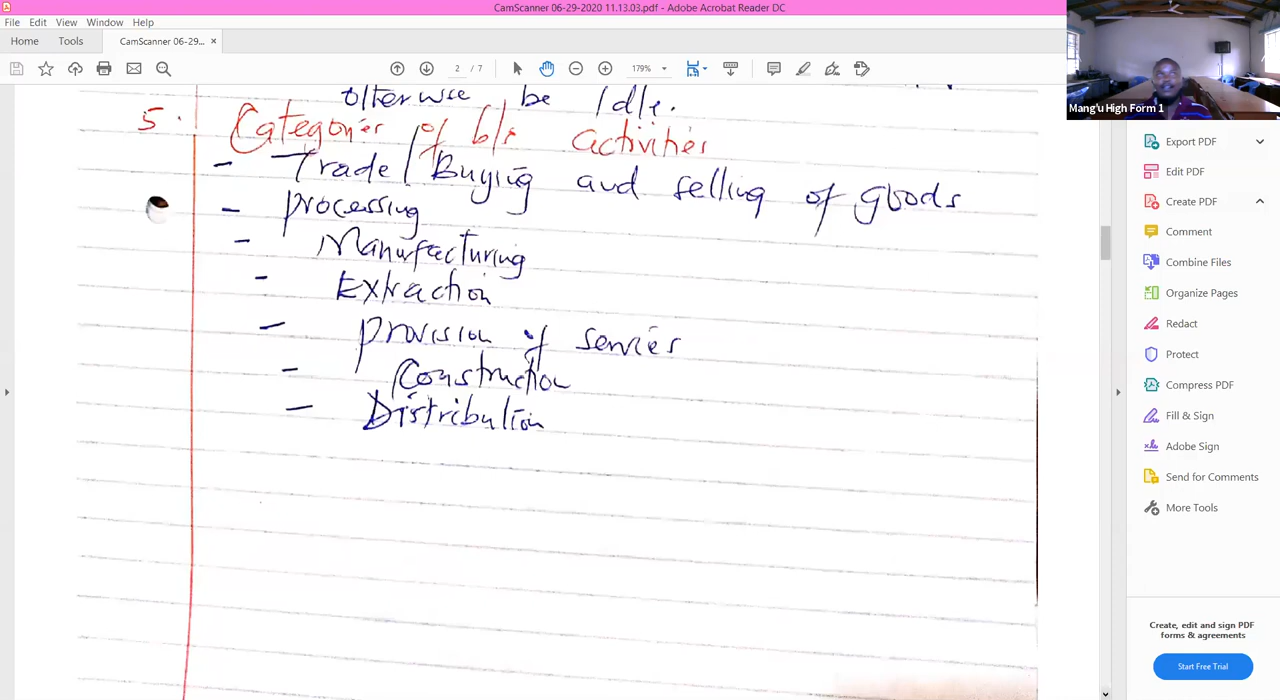 CamScanner 06-29-2020 11.13.03.pdf - Adobe Acrobat Reader DC
File Edit View Window Help
Home Tools CamScanner 06-29... ×
2 / 7 179%
Mang'u High Form 1
otherwise be Idle.
5. Categories of b/s activities
- Trade/Buying and selling of goods
- processing
- Manufacturing
- Extraction
- provision of services
- Construction
- Distribution
Export PDF
Edit PDF
Create PDF
Comment
Combine Files
Organize Pages
Redact
Protect
Compress PDF
Fill & Sign
Adobe Sign
Send for Comments
More Tools
Create, edit and sign PDF
forms & agreements
Start Free Trial